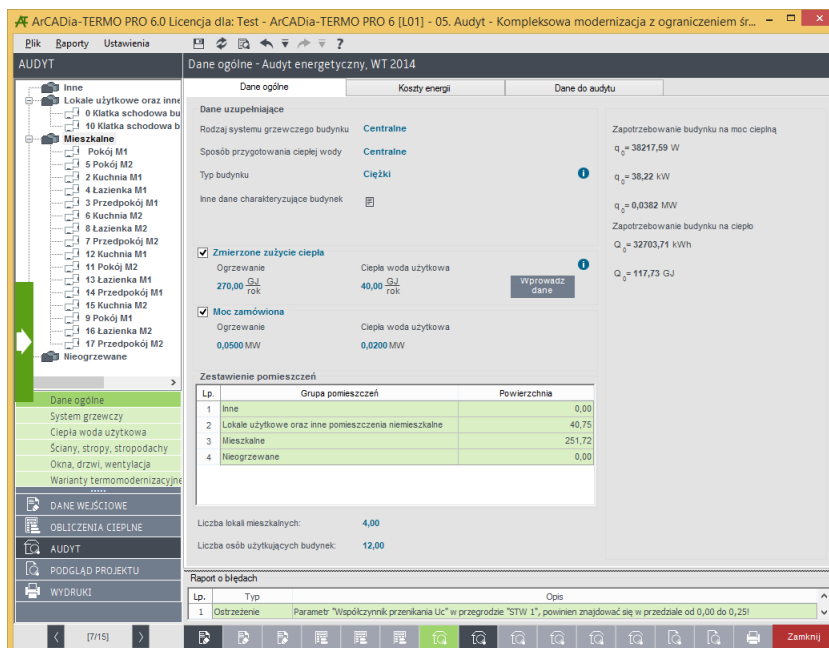 ArCADia-TERMO PRO 6.0 Licencja dla: Test - ArCADia-TERMO PRO 6 [L01] - 05. Audyt - Kompleksowa modernizacja z ograniczeniem śr...
Plik Raporty Ustawienia
AUDYT
Inne
Lokale użytkowe oraz inne
0 Klatka schodowa bu
10 Klatka schodowa b
Mieszkalne
Pokój M1
5 Pokój M2
2 Kuchnia M1
4 Łazienka M1
3 Przedpokój M1
6 Kuchnia M2
8 Łazienka M2
7 Przedpokój M2
12 Kuchnia M1
11 Pokój M2
13 Łazienka M1
14 Przedpokój M1
15 Kuchnia M2
9 Pokój M1
16 Łazienka M2
17 Przedpokój M2
Nieogrzewane
Dane ogólne
System grzewczy
Ciepła woda użytkowa
Ściany, stropy, stropodachy
Okna, drzwi, wentylacja
Warianty termomodernizacyjne
DANE WEJŚCIOWE
OBLICZENIA CIEPLNE
AUDYT
PODGLĄD PROJEKTU
WYDRUKI
[7/15]
Dane ogólne - Audyt energetyczny, WT 2014
Dane ogólne Koszty energii Dane do audytu
Dane uzupełniające
Rodzaj systemu grzewczego budynku Centralne
Sposób przygotowania ciepłej wody Centralne
Typ budynku Ciężki
Inne dane charakteryzujące budynek
Zmierzone zużycie ciepła
Ogrzewanie Ciepła woda użytkowa
270,00 GJ/rok 40,00 GJ/rok Wprowadz dane
Moc zamówiona
Ogrzewanie Ciepła woda użytkowa
0,0500 MW 0,0200 MW
Zestawienie pomieszczeń
Lp. Grupa pomieszczeń Powierzchnia
1 Inne 0,00
2 Lokale użytkowe oraz inne pomieszczenia niemieszkalne 40,75
3 Mieszkalne 251,72
4 Nieogrzewane 0,00
Liczba lokali mieszkalnych: 4,00
Liczba osób użytkujących budynek: 12,00
Zapotrzebowanie budynku na moc cieplną
q0= 38217,59 W
q0= 38,22 kW
q0= 0,0382 MW
Zapotrzebowanie budynku na ciepło
Q0= 32703,71 kWh
Q0= 117,73 GJ
Raport o błędach
Lp. Typ Opis
1 Ostrzeżenie Parametr "Współczynnik przenikania Uc" w przegrodzie "STW 1", powinien znajdować się w przedziale od 0,00 do 0,25!
Zamknij